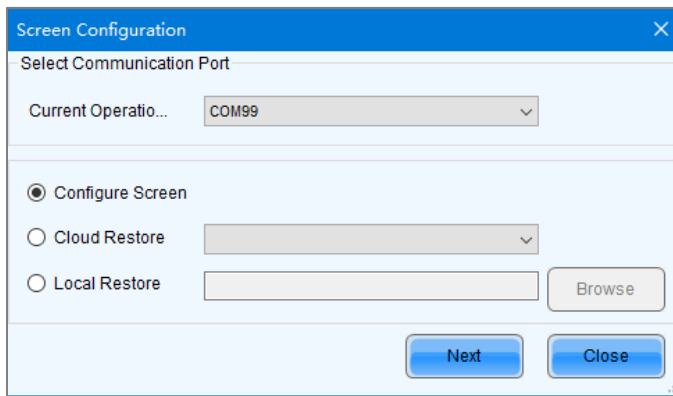 Screen Configuration
Select Communication Port
Current Operatio... COM99
Configure Screen
Cloud Restore
Local Restore Browse
Next Close